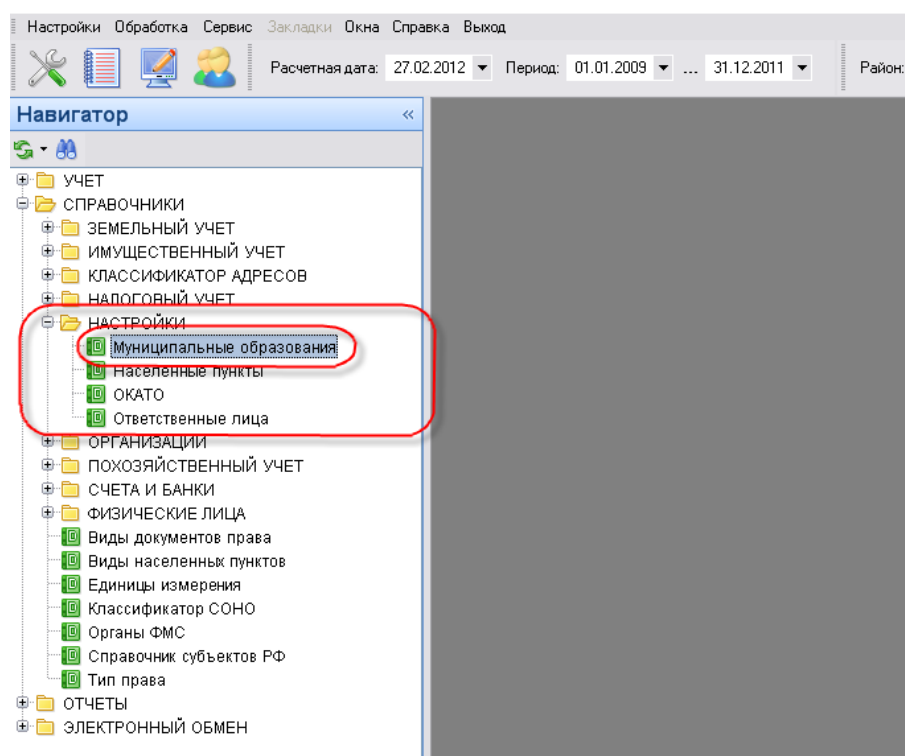 Настройки Обработка Сервис Закладки Окна Справка Выход
Расчетная дата: 27.02.2012 Период: 01.01.2009 ... 31.12.2011 Район:
Навигатор
УЧЕТ
СПРАВОЧНИКИ
ЗЕМЕЛЬНЫЙ УЧЕТ
ИМУЩЕСТВЕННЫЙ УЧЕТ
КЛАССИФИКАТОР АДРЕСОВ
НАЛОГОВЫЙ УЧЕТ
НАСТРОЙКИ
Муниципальные образования
Населенные пункты
ОКАТО
Ответственные лица
ОРГАНИЗАЦИИ
ПОХОЗЯЙСТВЕННЫЙ УЧЕТ
СЧЕТА И БАНКИ
ФИЗИЧЕСКИЕ ЛИЦА
Виды документов права
Виды населенных пунктов
Единицы измерения
Классификатор СОНО
Органы ФМС
Справочник субъектов РФ
Тип права
ОТЧЕТЫ
ЭЛЕКТРОННЫЙ ОБМЕН